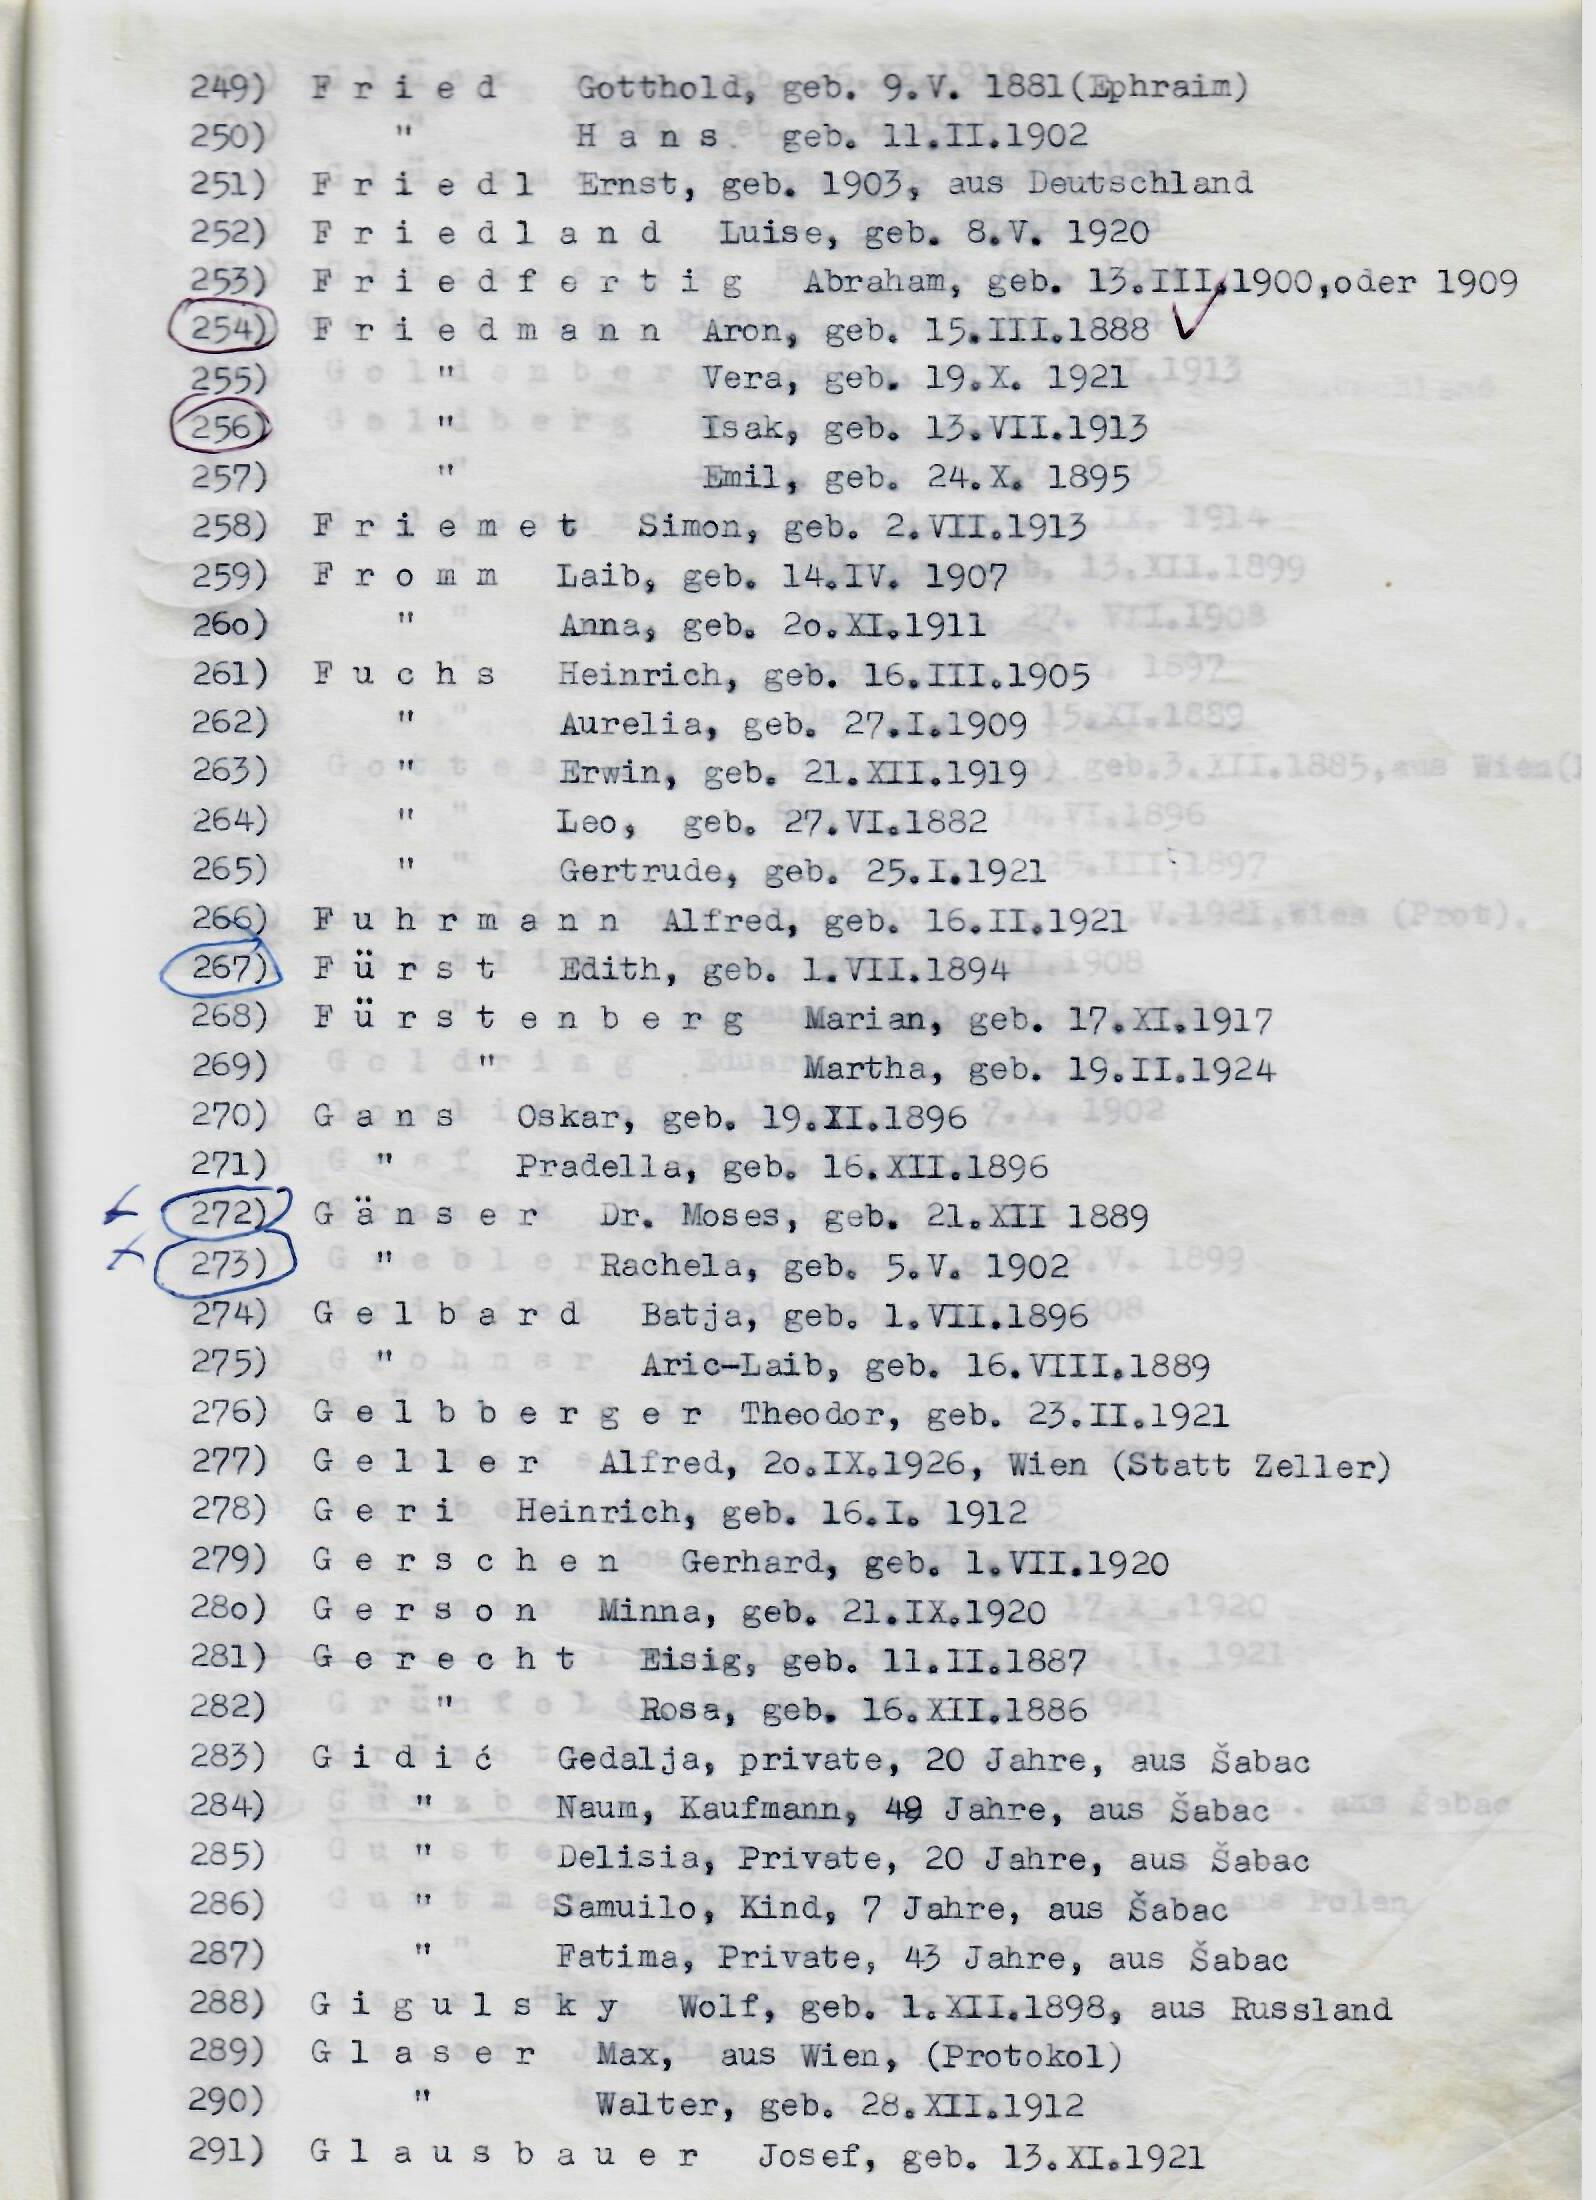 249) F r i e d Gotthold, geb. 9.V. 1881(Ephraim)
250) " H a n s geb. 11.II.1902
251) F r i e d l Ernst, geb. 1903, aus Deutschland
252) F r i e d l a n d Luise, geb. 8.V. 1920
253) F r i e d f e r t i g Abraham, geb. 13.III.1900,oder 1909
254) F r i e d m a n n Aron, geb. 15.III.1888 ✓
255) " Vera, geb. 19.X. 1921
256) " Isak, geb. 13.VII.1913
257) " Emil, geb. 24.X. 1895
258) F r i e m e t Simon, geb. 2.VII.1913
259) F r o m m Laib, geb. 14.IV. 1907
26o) " Anna, geb. 2o.XI.1911
261) F u c h s Heinrich, geb. 16.III.1905
262) " Aurelia, geb. 27.I.1909
263) " Erwin, geb. 21.XII.1919
264) " Leo, geb. 27.VI.1882
265) " Gertrude, geb. 25.I.1921
266) F u h r m a n n Alfred, geb. 16.II.1921
267) F ü r s t Edith, geb. 1.VII.1894
268) F ü r s t e n b e r g Marian, geb. 17.XI.1917
269) " Martha, geb. 19.II.1924
270) G a n s Oskar, geb. 19.XI.1896
271) " Pradella, geb. 16.XII.1896
272) G ä n s e r Dr. Moses, geb. 21.XII 1889
273) " Rachela, geb. 5.V. 1902
274) G e l b a r d Batja, geb. 1.VII.1896
275) " Aric-Laib, geb. 16.VIII.1889
276) G e l b b e r g e r Theodor, geb. 23.II.1921
277) G e l l e r Alfred, 2o.IX.1926, Wien (Statt Zeller)
278) G e r i Heinrich, geb. 16.I. 1912
279) G e r s c h e n Gerhard, geb. 1.VII.1920
28o) G e r s o n Minna, geb. 21.IX.1920
281) G e r e c h t Eisig, geb. 11.II.1887
282) " Rosa, geb. 16.XII.1886
283) G i d i ć Gedalja, private, 20 Jahre, aus Šabac
284) " Naum, Kaufmann, 49 Jahre, aus Šabac
285) " Delisia, Private, 20 Jahre, aus Šabac
286) " Samuilo, Kind, 7 Jahre, aus Šabac
287) " Fatima, Private, 43 Jahre, aus Šabac
288) G i g u l s k y Wolf, geb. 1.XII.1898, aus Russland
289) G l a s e r Max, aus Wien, (Protokol)
290) " Walter, geb. 28.XII.1912
291) G l a u s b a u e r Josef, geb. 13.XI.1921